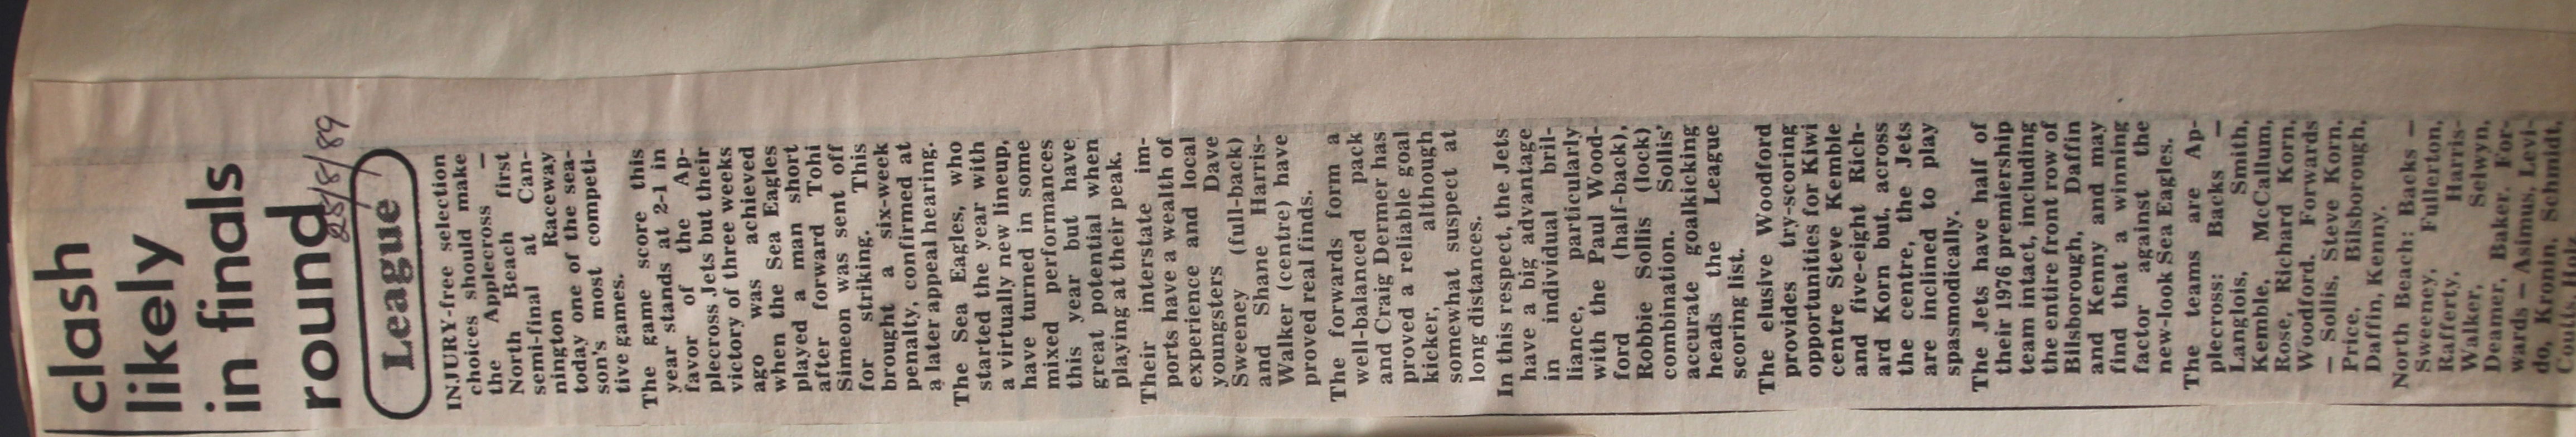 clash
likely
in finals
round
28/8/89
League
INJURY-free selection
choices should make
the Applecross —
North Beach first
semi-final at Can-
nington Raceway
today one of the sea-
son's most competi-
tive games.
The game score this
year stands at 2-1 in
favor of the Ap-
plecross Jets but their
victory of three weeks
ago was achieved
when the Sea Eagles
played a man short
after forward Tohi
Simeon was sent off
for striking. This
brought a six-week
penalty, confirmed at
a later appeal hearing.
The Sea Eagles, who
started the year with
a virtually new lineup,
have turned in some
mixed performances
this year but have
great potential when
playing at their peak.
Their interstate im-
ports have a wealth of
experience and local
youngsters Dave
Sweeney (full-back)
and Shane Harris-
Walker (centre) have
proved real finds.
The forwards form a
well-balanced pack
and Craig Dermer has
proved a reliable goal
kicker, although
somewhat suspect at
long distances.
In this respect, the Jets
have a big advantage
in individual bril-
liance, particularly
with the Paul Wood-
ford (half-back),
Robbie Sollis (lock)
combination. Sollis'
accurate goalkicking
heads the League
scoring list.
The elusive Woodford
provides try-scoring
opportunities for Kiwi
centre Steve Kemble
and five-eight Rich-
ard Korn but, across
the centre, the Jets
are inclined to play
spasmodically.
The Jets have half of
their 1976 premiership
team intact, including
the entire front row of
Bilsborough, Daffin
and Kenny and may
find that a winning
factor against the
new-look Sea Eagles.
The teams are Ap-
plecross: Backs —
Langlois, Smith,
Kemble, McCallum,
Rose, Richard Korn,
Woodford. Forwards
— Sollis, Steve Korn,
Price, Bilsborough,
Daffin, Kenny.
North Beach: Backs —
Sweeney, Fullerton,
Rafferty, Harris-
Walker, Selwyn,
Deamer, Baker. For-
wards — Asimus, Levi-
do, Kronin, Schmidt,